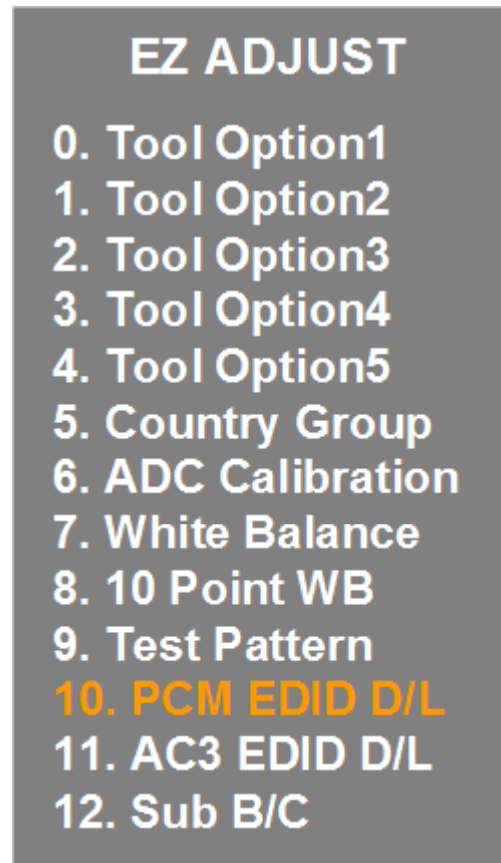 EZ ADJUST
0. Tool Option1
1. Tool Option2
2. Tool Option3
3. Tool Option4
4. Tool Option5
5. Country Group
6. ADC Calibration
7. White Balance
8. 10 Point WB
9. Test Pattern
10. PCM EDID D/L
11. AC3 EDID D/L
12. Sub B/C